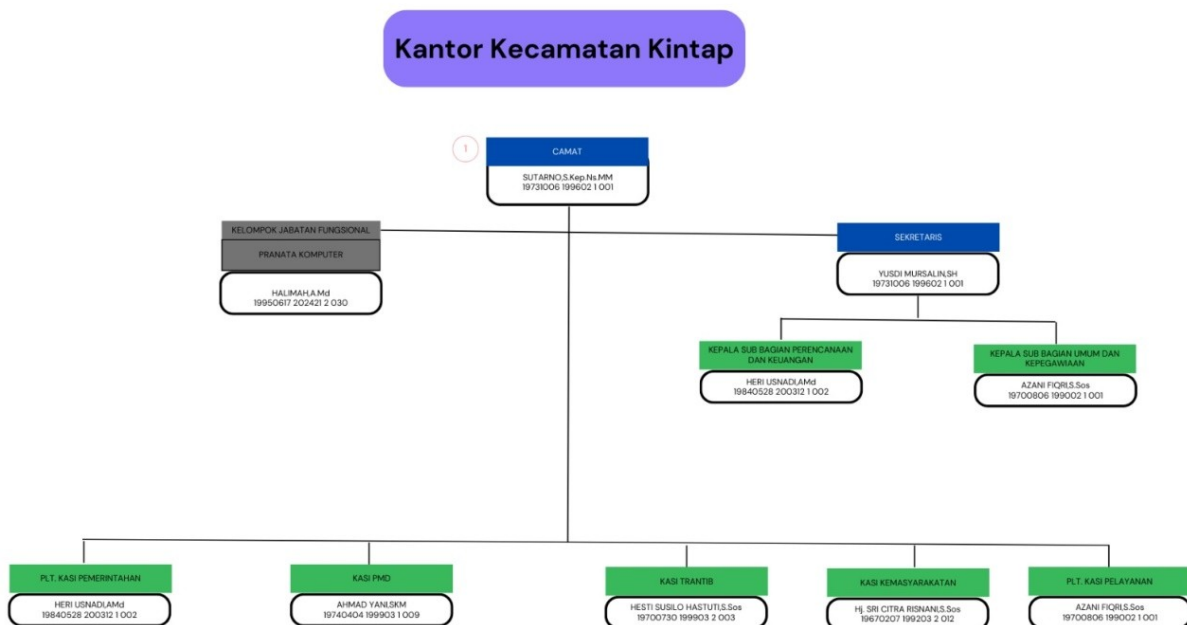 Kantor Kecamatan Kintap
1
CAMAT
SUTARNO,S.Kep.Ns.MM
19731006 199602 1 001
KELOMPOK JABATAN FUNGSIONAL
PRANATA KOMPUTER
HALIMAH,A.Md
19950617 202421 2 030
SEKRETARIS
YUSDI MURSALIN,SH
19731006 199602 1 001
KEPALA SUB BAGIAN PERENCANAAN
DAN KEUANGAN
HERI USNADI,AMd
19840528 200312 1 002
KEPALA SUB BAGIAN UMUM DAN
KEPEGAWIAAN
AZANI FIQRI,S.Sos
19700806 199002 1 001
PLT. KASI PEMERINTAHAN
HERI USNADI,AMd
19840528 200312 1 002
KASI PMD
AHMAD YANI,SKM
19740404 199903 1 009
KASI TRANTIB
HESTI SUSILO HASTUTI,S.Sos
19700730 199903 2 003
KASI KEMASYARAKATAN
Hj. SRI CITRA RISNANI,S.Sos
19670207 199203 2 012
PLT. KASI PELAYANAN
AZANI FIQRI,S.Sos
19700806 199002 1 001